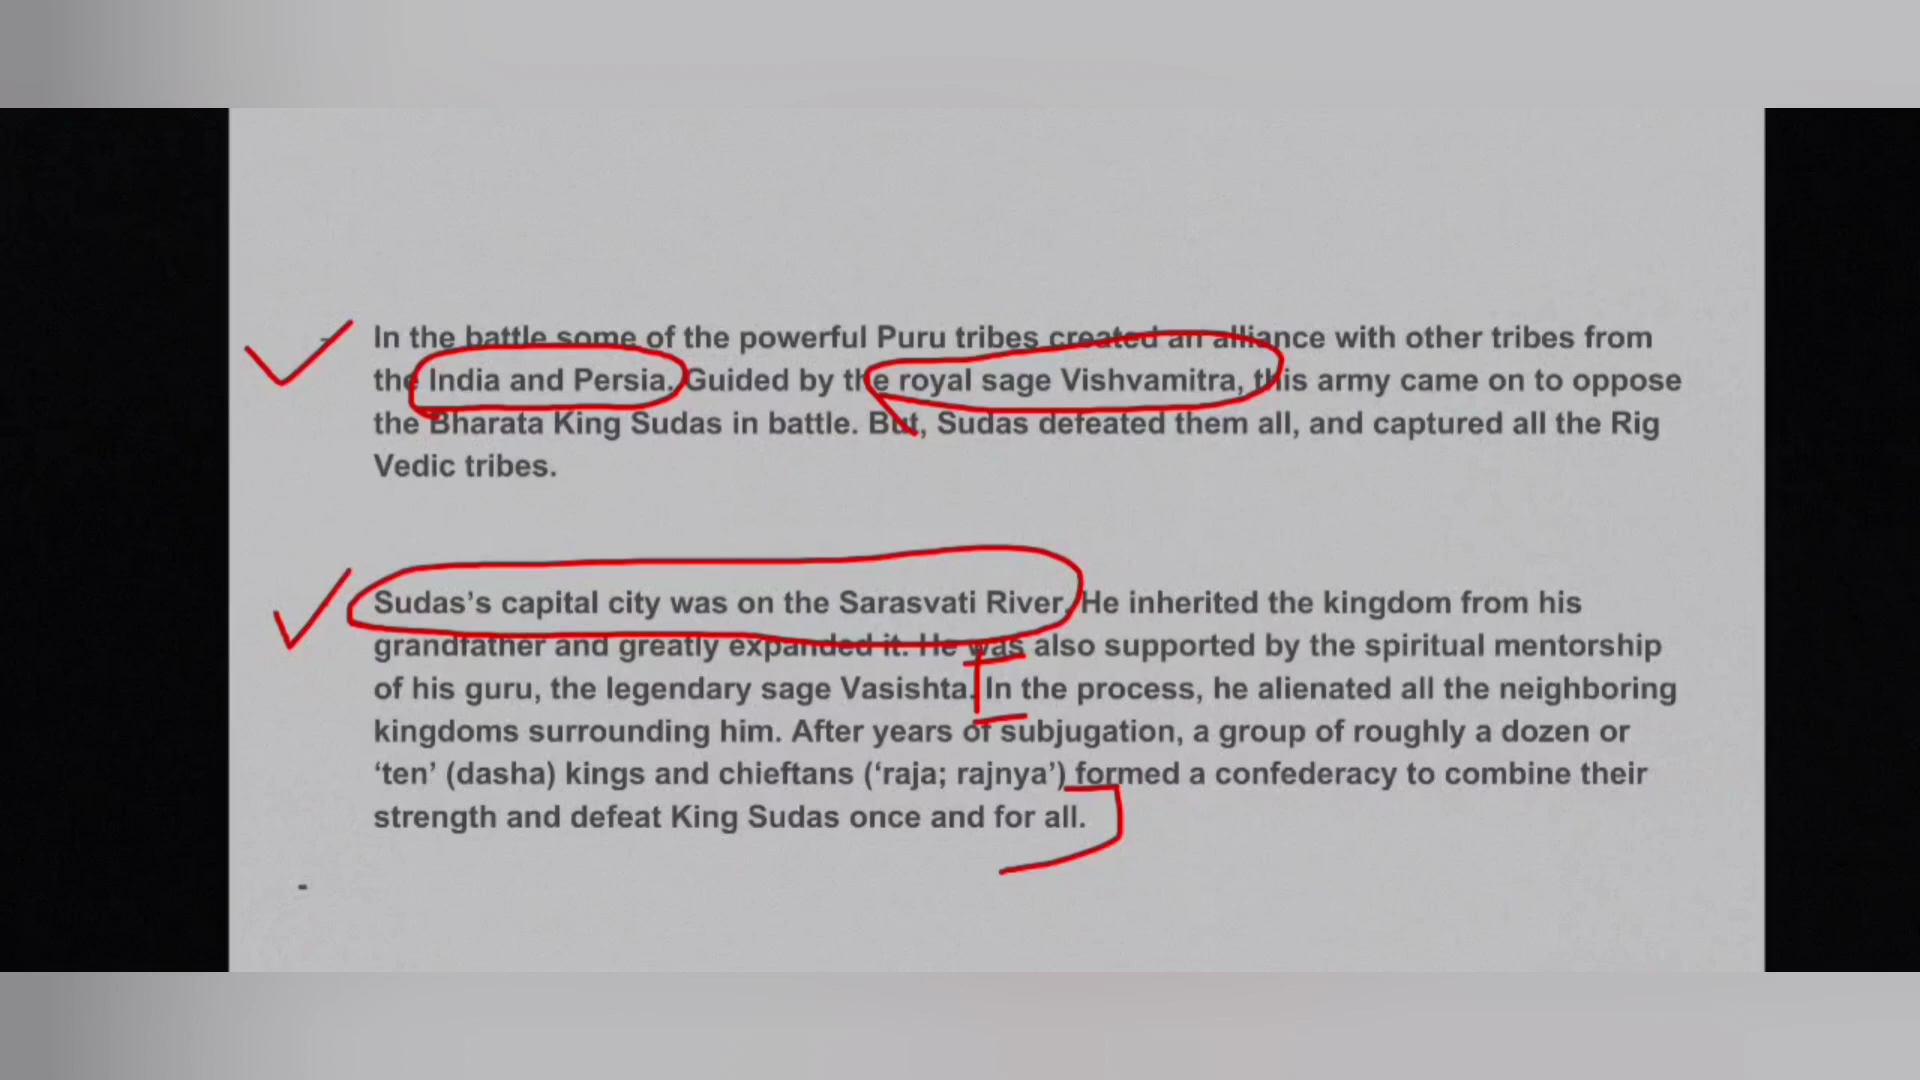 In the battle some of the powerful Puru tribes created an alliance with other tribes from
the India and Persia. Guided by the royal sage Vishvamitra, this army came on to oppose
the Bharata King Sudas in battle. But, Sudas defeated them all, and captured all the Rig
Vedic tribes.
Sudas’s capital city was on the Sarasvati River. He inherited the kingdom from his
grandfather and greatly expanded it. He was also supported by the spiritual mentorship
of his guru, the legendary sage Vasishta. In the process, he alienated all the neighboring
kingdoms surrounding him. After years of subjugation, a group of roughly a dozen or
‘ten’ (dasha) kings and chieftans (‘raja; rajnya’) formed a confederacy to combine their
strength and defeat King Sudas once and for all.
-